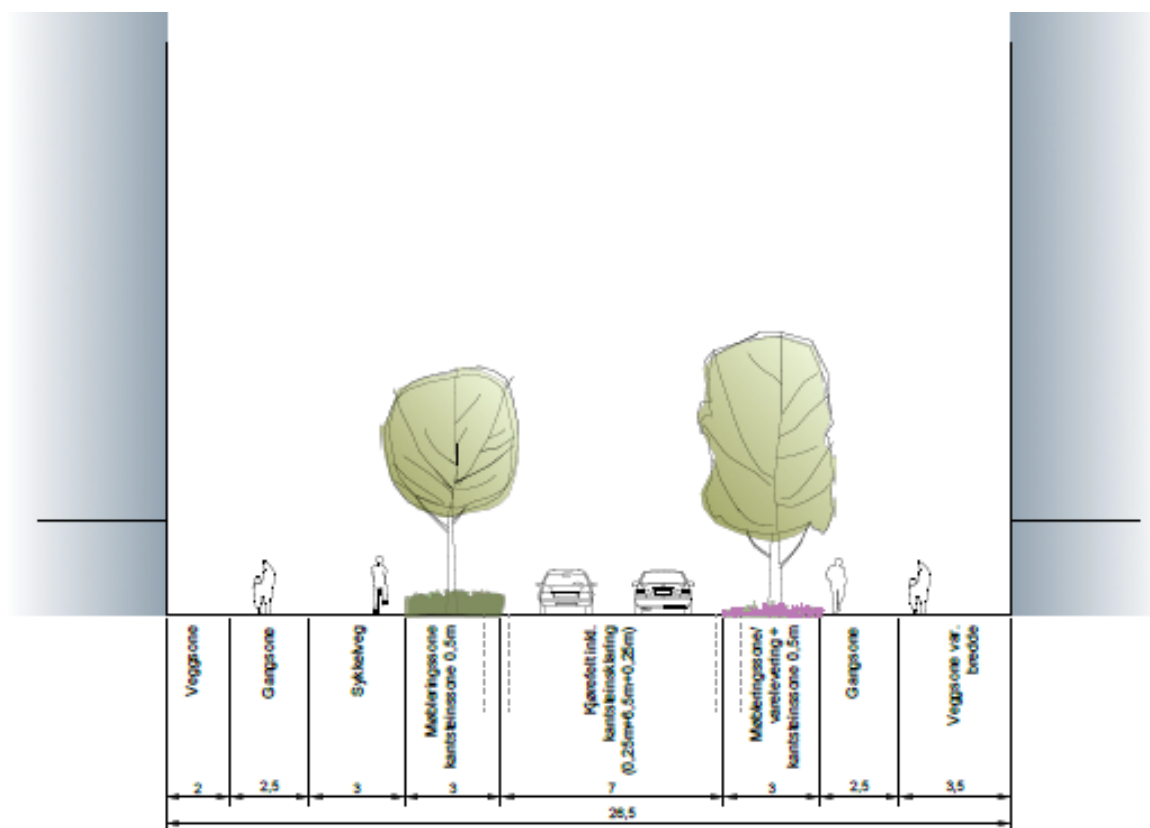 Veggsone
Gangsone
Sykkelveg
Møbleringssone
kantsteinssone 0,5m
Kjørefelt inkl.
kantsteinsklaring
(0,25m+6,5m+0,25m)
Møbleringssone/
varelevering +
kantsteinssone 0,5m
Gangsone
Veggsone var.
bredde
2
2,5
3
3
7
3
2,5
3,5
26,5